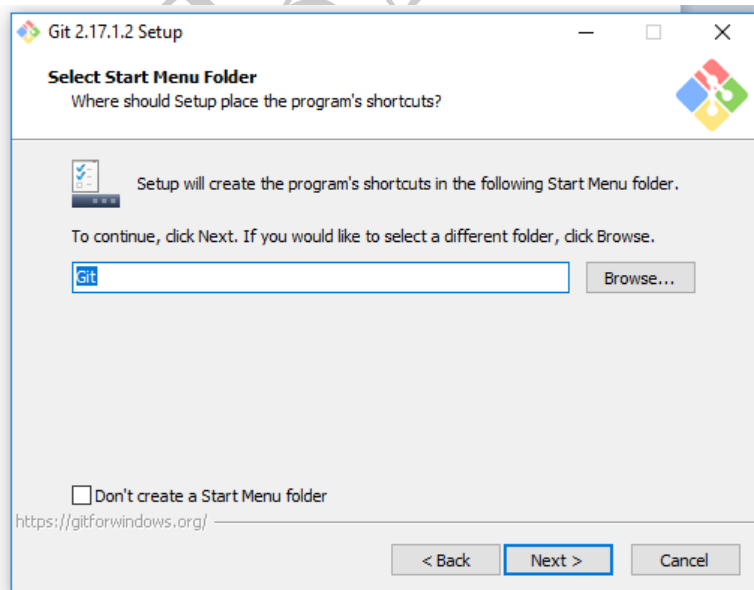 Git 2.17.1.2 Setup
Select Start Menu Folder
Where should Setup place the program's shortcuts?
Setup will create the program's shortcuts in the following Start Menu folder.
To continue, click Next. If you would like to select a different folder, click Browse.
Git
Browse...
Don't create a Start Menu folder
https://gitforwindows.org/
< Back
Next >
Cancel